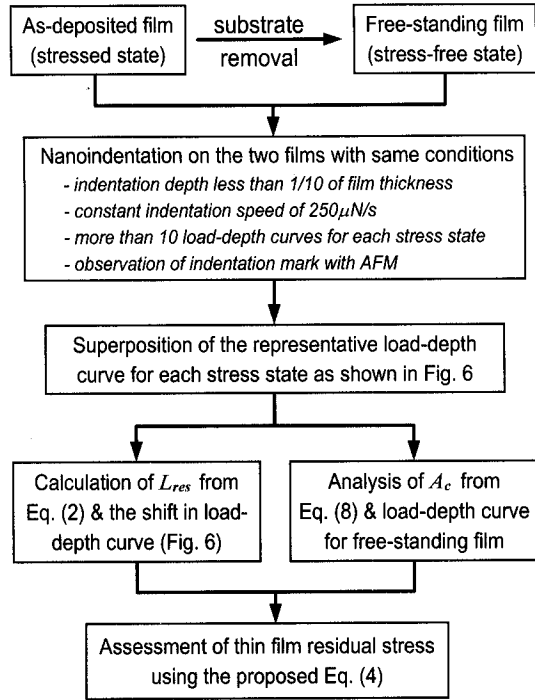 As-deposited film
(stressed state)
substrate
removal
Free-standing film
(stress-free state)
Nanoindentation on the two films with same conditions
- indentation depth less than 1/10 of film thickness
- constant indentation speed of 250μN/s
- more than 10 load-depth curves for each stress state
- observation of indentation mark with AFM
Superposition of the representative load-depth
curve for each stress state as shown in Fig. 6
Calculation of Lres from
Eq. (2) & the shift in load-
depth curve (Fig. 6)
Analysis of Ac from
Eq. (8) & load-depth curve
for free-standing film
Assessment of thin film residual stress
using the proposed Eq. (4)